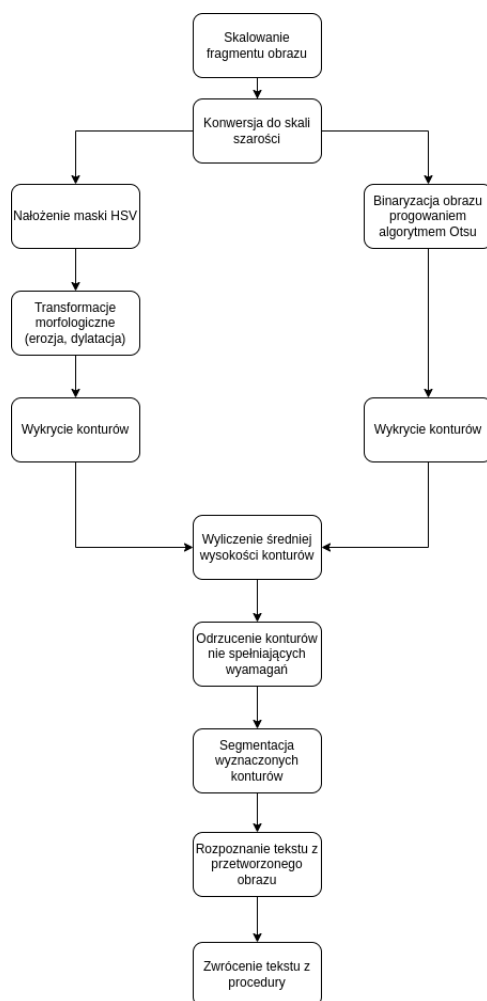 Skalowanie
fragmentu obrazu
Konwersja do skali
szarości
Nałożenie maski HSV
Binaryzacja obrazu
progowaniem
algorytmem Otsu
Transformacje
morfologiczne
(erozja, dylatacja)
Wykrycie konturów
Wykrycie konturów
Wyliczenie średniej
wysokości konturów
Odrzucenie konturów
nie spełniających
wyamagań
Segmentacja
wyznaczonych
konturów
Rozpoznanie tekstu z
przetworzonego
obrazu
Zwrócenie tekstu z
procedury